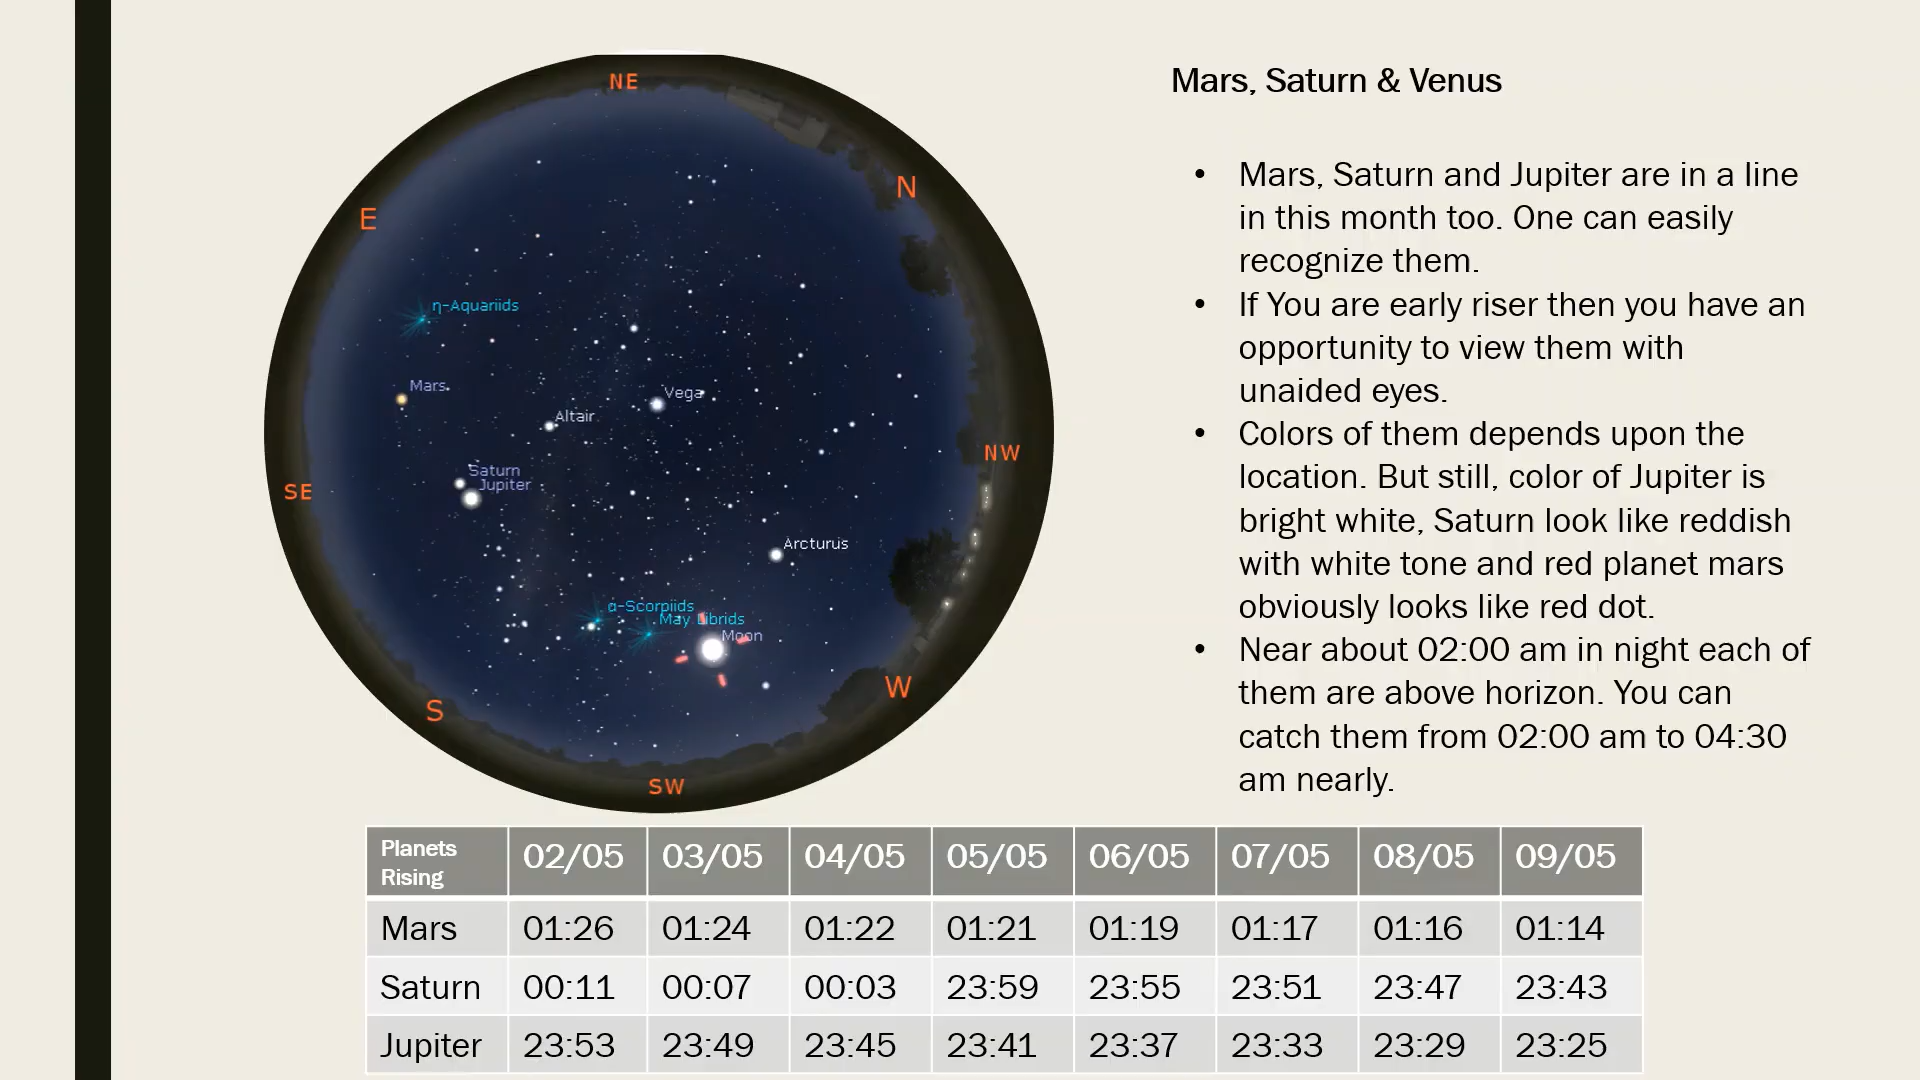 NE
N
E
η-Aquariids
Mars
Vega
Altair
NW
Saturn
Jupiter
SE
Arcturus
α-Scorpiids
May Librids
Moon
W
S
SW
Mars, Saturn & Venus
• Mars, Saturn and Jupiter are in a line
in this month too. One can easily
recognize them.
• If You are early riser then you have an
opportunity to view them with
unaided eyes.
• Colors of them depends upon the
location. But still, color of Jupiter is
bright white, Saturn look like reddish
with white tone and red planet mars
obviously looks like red dot.
• Near about 02:00 am in night each of
them are above horizon. You can
catch them from 02:00 am to 04:30
am nearly.
Planets
Rising 02/05 03/05 04/05 05/05 06/05 07/05 08/05 09/05
Mars 01:26 01:24 01:22 01:21 01:19 01:17 01:16 01:14
Saturn 00:11 00:07 00:03 23:59 23:55 23:51 23:47 23:43
Jupiter 23:53 23:49 23:45 23:41 23:37 23:33 23:29 23:25